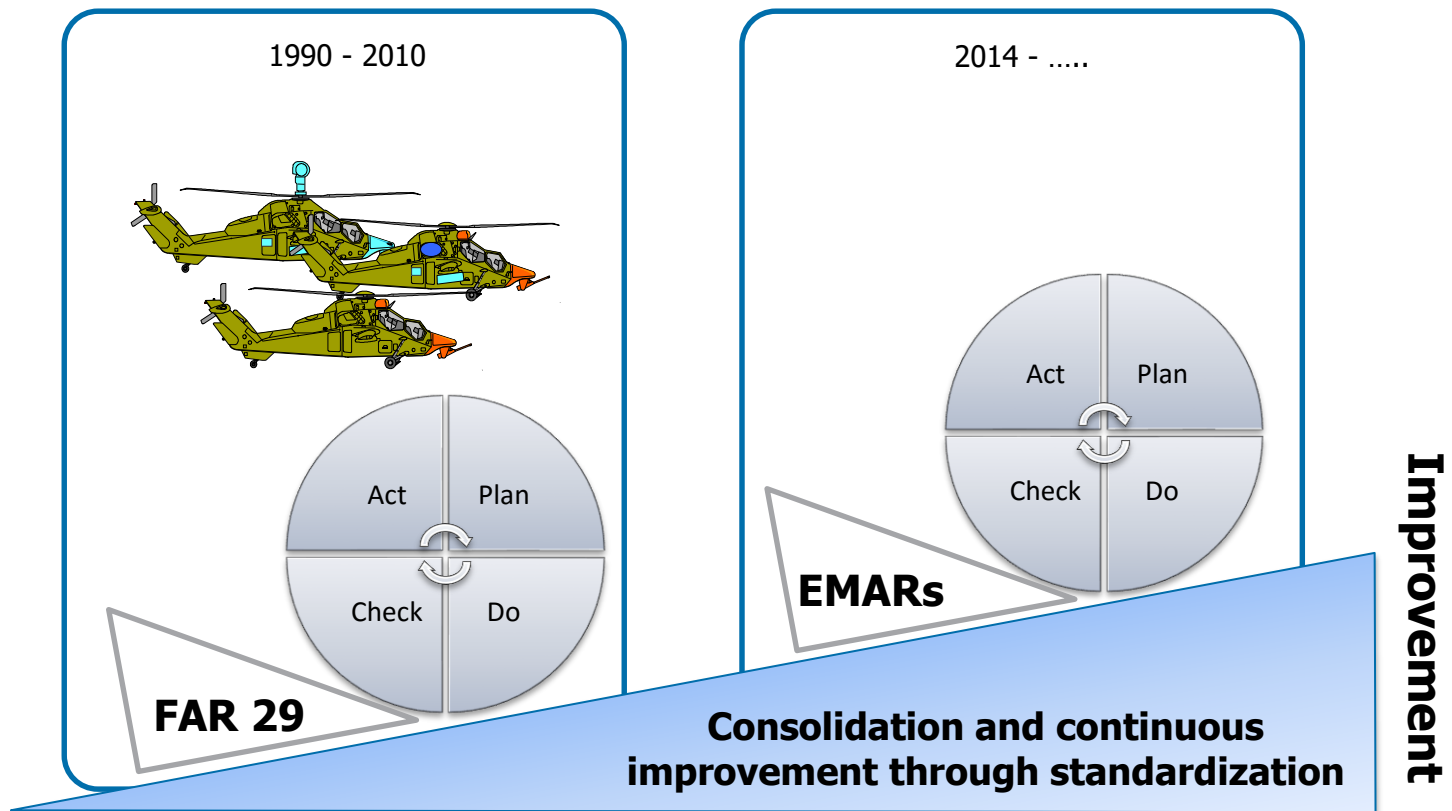 1990 - 2010
Act
Plan
Check
Do
FAR 29
2014 - .....
Act
Plan
Check
Do
EMARs
Consolidation and continuous
improvement through standardization
Improvement